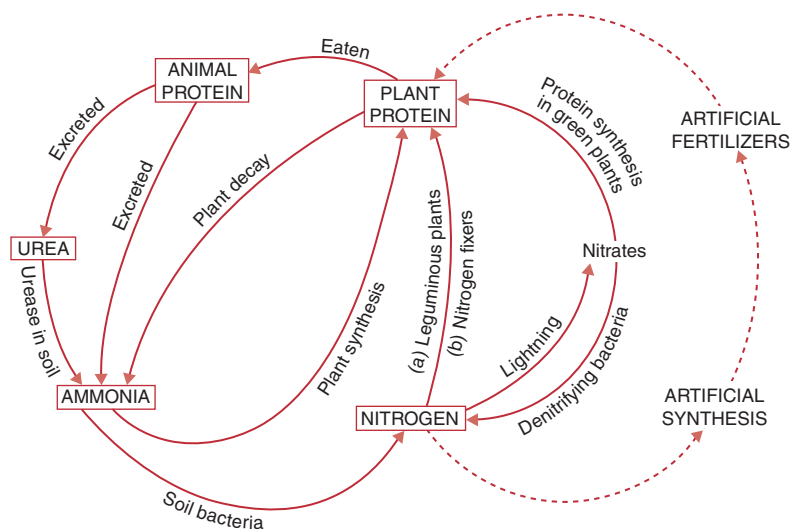 Eaten
ANIMAL
PROTEIN
PLANT
PROTEIN
Protein synthesis
in green plants
ARTIFICIAL
FERTILIZERS
Excreted
Excreted
Plant decay
UREA
Urease in soil
(a) Leguminous plants
(b) Nitrogen fixers
Nitrates
Plant synthesis
Lightning
Denitrifying bacteria
AMMONIA
NITROGEN
ARTIFICIAL
SYNTHESIS
Soil bacteria